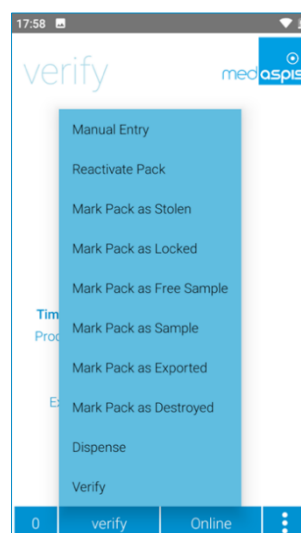 17:58
verify
medaspis
Manual Entry
Reactivate Pack
Mark Pack as Stolen
Mark Pack as Locked
Mark Pack as Free Sample
Tim
Mark Pack as Sample
Proc
Mark Pack as Exported
Mark Pack as Destroyed
Dispense
Verify
0 verify Online